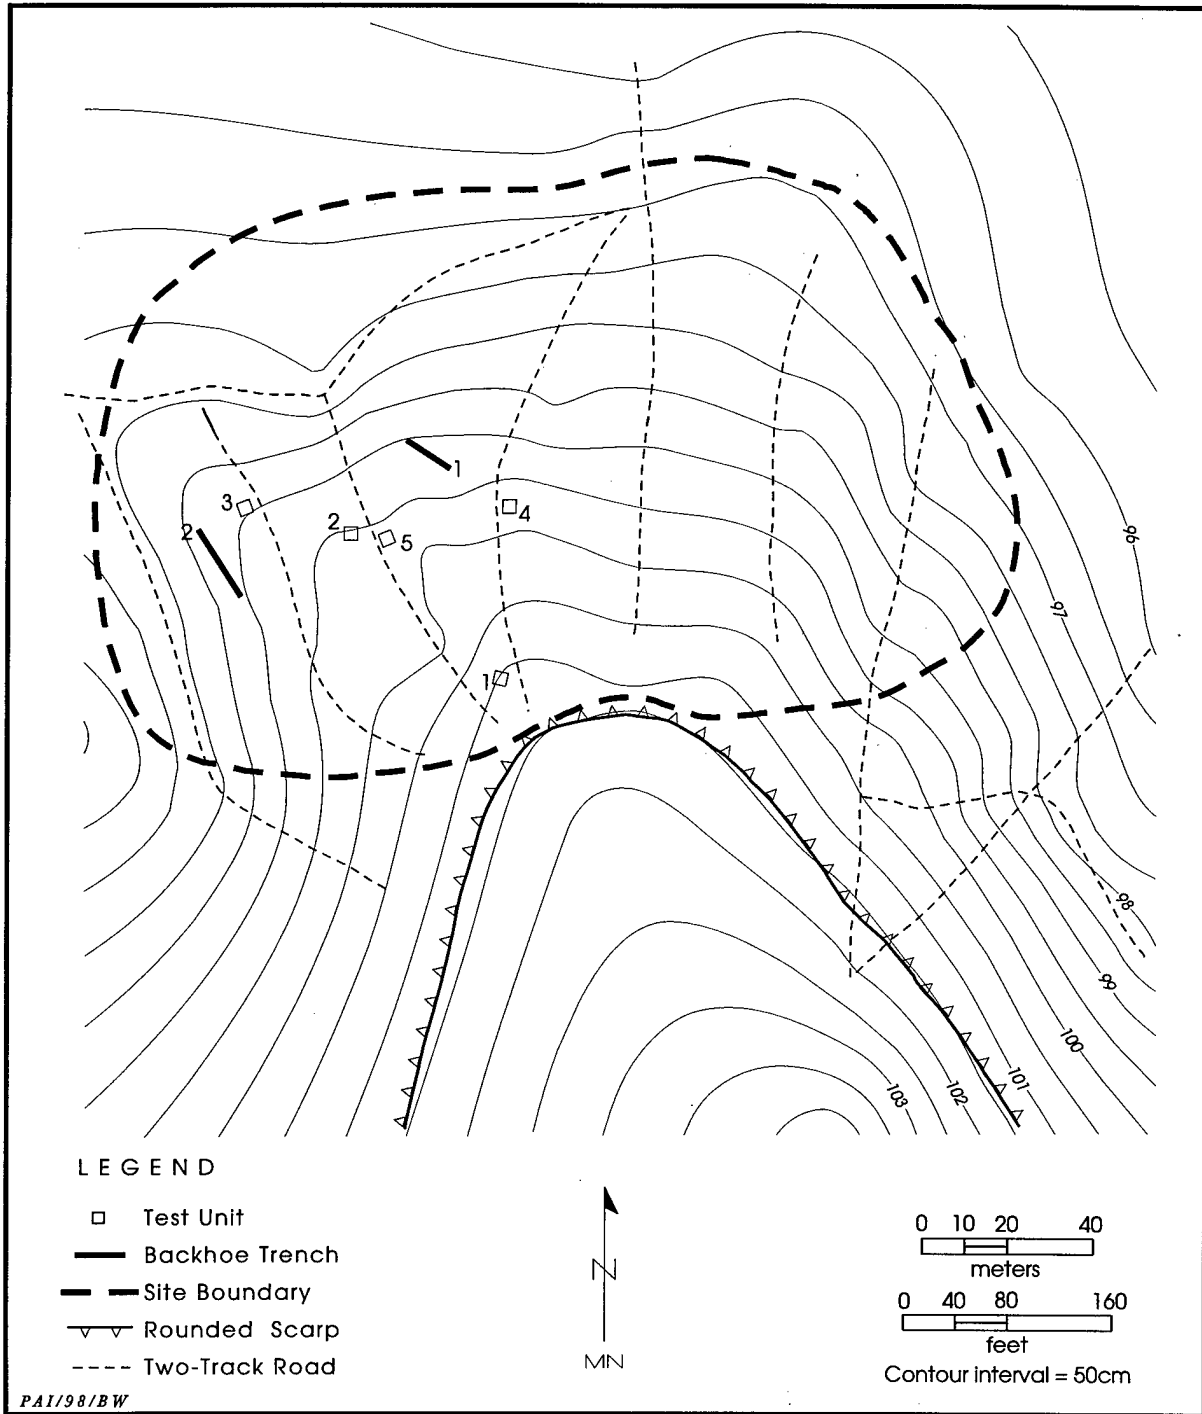 96
97
1
3
2
2
4
5
1
98
99
100
101
102
103
LEGEND
Test Unit
Backhoe Trench
Site Boundary
Rounded Scarp
Two-Track Road
N
MN
0 10 20 40
meters
0 40 80 160
feet
Contour interval = 50cm
PAI/98/BW